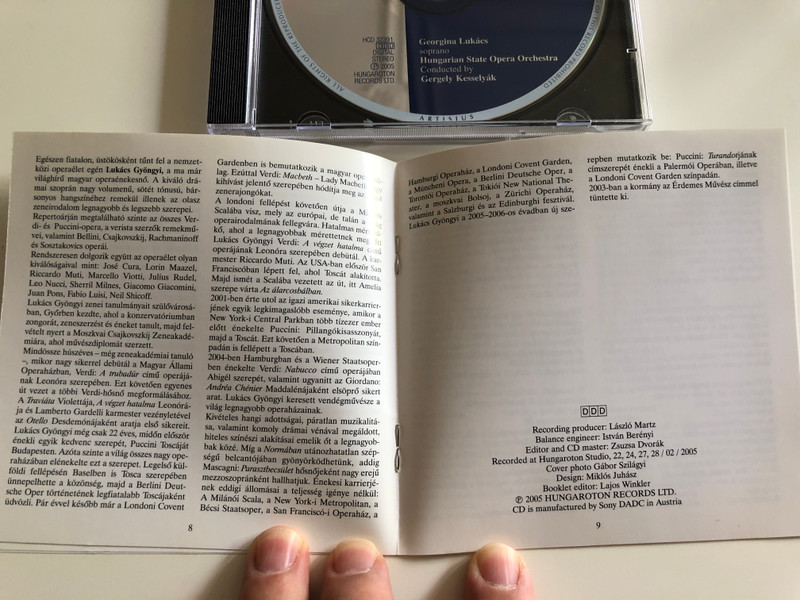 HCD 32391
DDD
DIGITAL
STEREO
℗ 2005
HUNGAROTON
RECORDS LTD.
Georgina Lukács
soprano
Hungarian State Opera Orchestra
Conducted by
Gergely Kesselyák
ALL RIGHTS OF THE
ARTISJUS
Egészen fiatalon, üstökösként tűnt fel a nemzet-
közi operaélet egén Lukács Gyöngyi, a ma már
világhírű magyar operaénekesnő. A kiváló drá-
mai szoprán nagy volumenű, sötét tónusú, bár-
sonyos hangszínéhez remekül illenek az olasz
zeneirodalom legnagyobb és legszebb szerepei.
Repertoárján megtalálható szinte az összes Ver-
di- és Puccini-opera, a verista szerzők remekmű-
vei, valamint Bellini, Csajkovszkij, Rachmaninoff
és Sosztakovics operái.
Rendszeresen dolgozik együtt az operaélet olyan
kiválóságaival mint: José Cura, Lorin Maazel,
Riccardo Muti, Marcello Viotti, Julius Rudel,
Leo Nucci, Sherril Milnes, Giacomo Giacomini,
Juan Pons, Fabio Luisi, Neil Shicoff.
Lukács Gyöngyi zenei tanulmányait szülővárosá-
ban, Győrben kezdte, ahol a konzervatóriumban
zongorát, zeneszerzést és éneket tanult, majd fel-
vételt nyert a Moszkvai Csajkovszkij Zeneakadé-
miára, ahol művészdiplomát szerzett.
Mindössze húszéves – még zeneakadémiai tanuló
–, mikor nagy sikerrel debütál a Magyar Állami
Operaházban, Verdi: A trubadúr című operájá-
nak Leonóra szerepében. Ezt követően egyenes
út vezet a többi Verdi-hősnő megformálásához.
A Traviáta Violettája, A végzet hatalma Leonórá-
ja és Lamberto Gardelli karmester vezényletével
az Otello Desdemónájaként aratja első sikereit.
Lukács Gyöngyi még csak 22 éves, midőn először
énekli egyik kedvenc szerepét, Puccini Toscáját
Budapesten. Azóta szinte a világ összes nagy ope-
raházában elénekelte ezt a szerepet. Legelső kül-
földi fellépésén Baselben is Tosca szerepében
ünnepelhette a közönség, majd a Berlini Deut-
sche Oper történetének legfiatalabb Toscájaként
üdvözli. Pár évvel később már a Londoni Covent
8
Gardenben is bemutatkozik a magyar ope
lag. Ezúttal Verdi: Macbeth – Lady Macbeth
kihívást jelentő szerepében hódítja meg az
zenerajongókat.
A londoni fellépést követően útja a M
Scalába visz, mely az európai, de talán a
operairodalmának fellegvára. Hatalmas mér
kő, ahol a legnagyobbak mérettetnek meg
Lukács Gyöngyi Verdi: A végzet hatalma c
operájának Leonóra szerepében debütál. A kar-
mester Riccardo Muti. Az USA-ban először San
Franciscóban lépett fel, ahol Toscát alakította.
Majd ismét a Scalába vezetett az út, itt Amelia
szerepe várta Az álarcosbálban.
2001-ben érte utol az igazi amerikai sikerkarrier-
jének egyik legkimagaslóbb eseménye, amikor a
New York-i Central Parkban több tízezer ember
előtt énekelte Puccini: Pillangókisasszonyát,
majd a Toscát. Ezt követően a Metropolitan szín-
padán is fellépett a Toscában.
2004-ben Hamburgban és a Wiener Staatsoper-
ben énekelte Verdi: Nabucco című operájában
Abigél szerepét, valamint ugyanitt az Giordano:
Andréa Chénier Maddalénájaként elsöprő sikert
arat. Lukács Gyöngyi keresett vendégművésze a
világ legnagyobb operaházainak.
Kivételes hangi adottságai, páratlan muzikalitá-
sa, valamint komoly drámai vénával megáldott,
hiteles színészi alakításai emelik őt a legnagyob-
bak közé. Míg a Normában utánozhatatlan szép-
ségű belcantójában gyönyörködhetünk, addig
Mascagni: Parasztbecsület hősnőjeként nagy erejű
mezzoszopránként hallhatjuk. Énekesi karrierjé-
nek eddigi állomásai a teljesség igénye nélkül:
A Milánói Scala, a New York-i Metropolitan, a
Bécsi Staatsoper, a San Franciscó-i Operaház, a
Hamburgi Operaház, a Londoni Covent Garden,
a Müncheni Opera, a Berlini Deutsche Oper, a
Torontói Operaház, a Tokiói New National The-
ater, a moszkvai Bolsoj, a Zürichi Operaház,
valamint a Salzburgi és az Edinburghi fesztivál.
Lukács Gyöngyi a 2005–2006-os évadban új sze-
repben mutatkozik be: Puccini: Turandotjának
címszerepét énekli a Palermói Operában, illetve
a Londoni Covent Garden színpadán.
2003-ban a kormány az Érdemes Művész címmel
tüntette ki.
DDD
Recording producer: László Martz
Balance engineer: István Berényi
Editor and CD master: Zsuzsa Dvorák
Recorded at Hungaroton Studio, 22, 24, 27, 28 / 02 / 2005
Cover photo Gábor Szilágyi
Design: Miklós Juhász
Booklet editor: Lajos Winkler
℗ 2005 HUNGAROTON RECORDS LTD.
CD is manufactured by Sony DADC in Austria
9